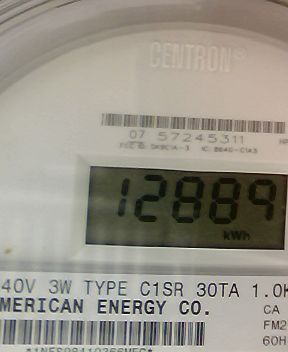 CENTRON®
07 57245311
12889
kWh
40V 3W TYPE C1SR 30TA 1.0K
MERICAN ENERGY CO.
CA
FM2
60H